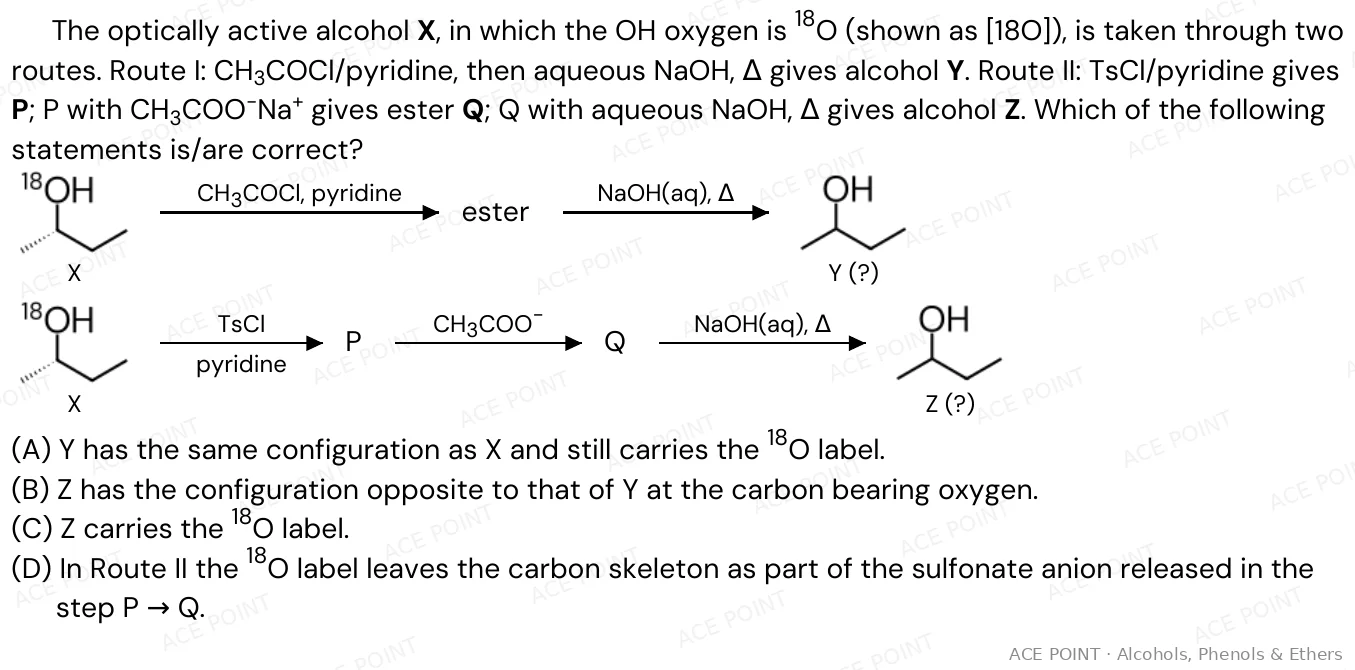 The optically active alcohol X, in which the OH oxygen is ¹⁸O (shown as [18O]), is taken through two
routes. Route I: CH₃COCl/pyridine, then aqueous NaOH, Δ gives alcohol Y. Route II: TsCl/pyridine gives
P; P with CH₃COO⁻Na⁺ gives ester Q; Q with aqueous NaOH, Δ gives alcohol Z. Which of the following
statements is/are correct?
¹⁸OH
CH₃COCl, pyridine
ester
NaOH(aq), Δ
OH
X
Y (?)
¹⁸OH
TsCl
pyridine
P
CH₃COO⁻
Q
NaOH(aq), Δ
OH
X
Z (?)
(A) Y has the same configuration as X and still carries the ¹⁸O label.
(B) Z has the configuration opposite to that of Y at the carbon bearing oxygen.
(C) Z carries the ¹⁸O label.
(D) In Route II the ¹⁸O label leaves the carbon skeleton as part of the sulfonate anion released in the
step P → Q.
ACE POINT · Alcohols, Phenols & Ethers